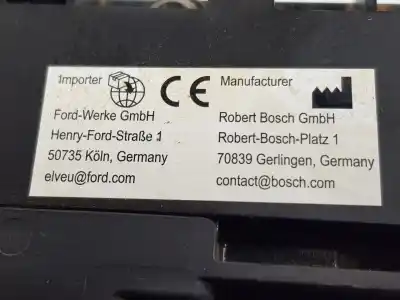 Importer
CE
Manufacturer
Ford-Werke GmbH
Henry-Ford-Straße 1
50735 Köln, Germany
elveu@ford.com
Robert Bosch GmbH
Robert-Bosch-Platz 1
70839 Gerlingen, Germany
contact@bosch.com